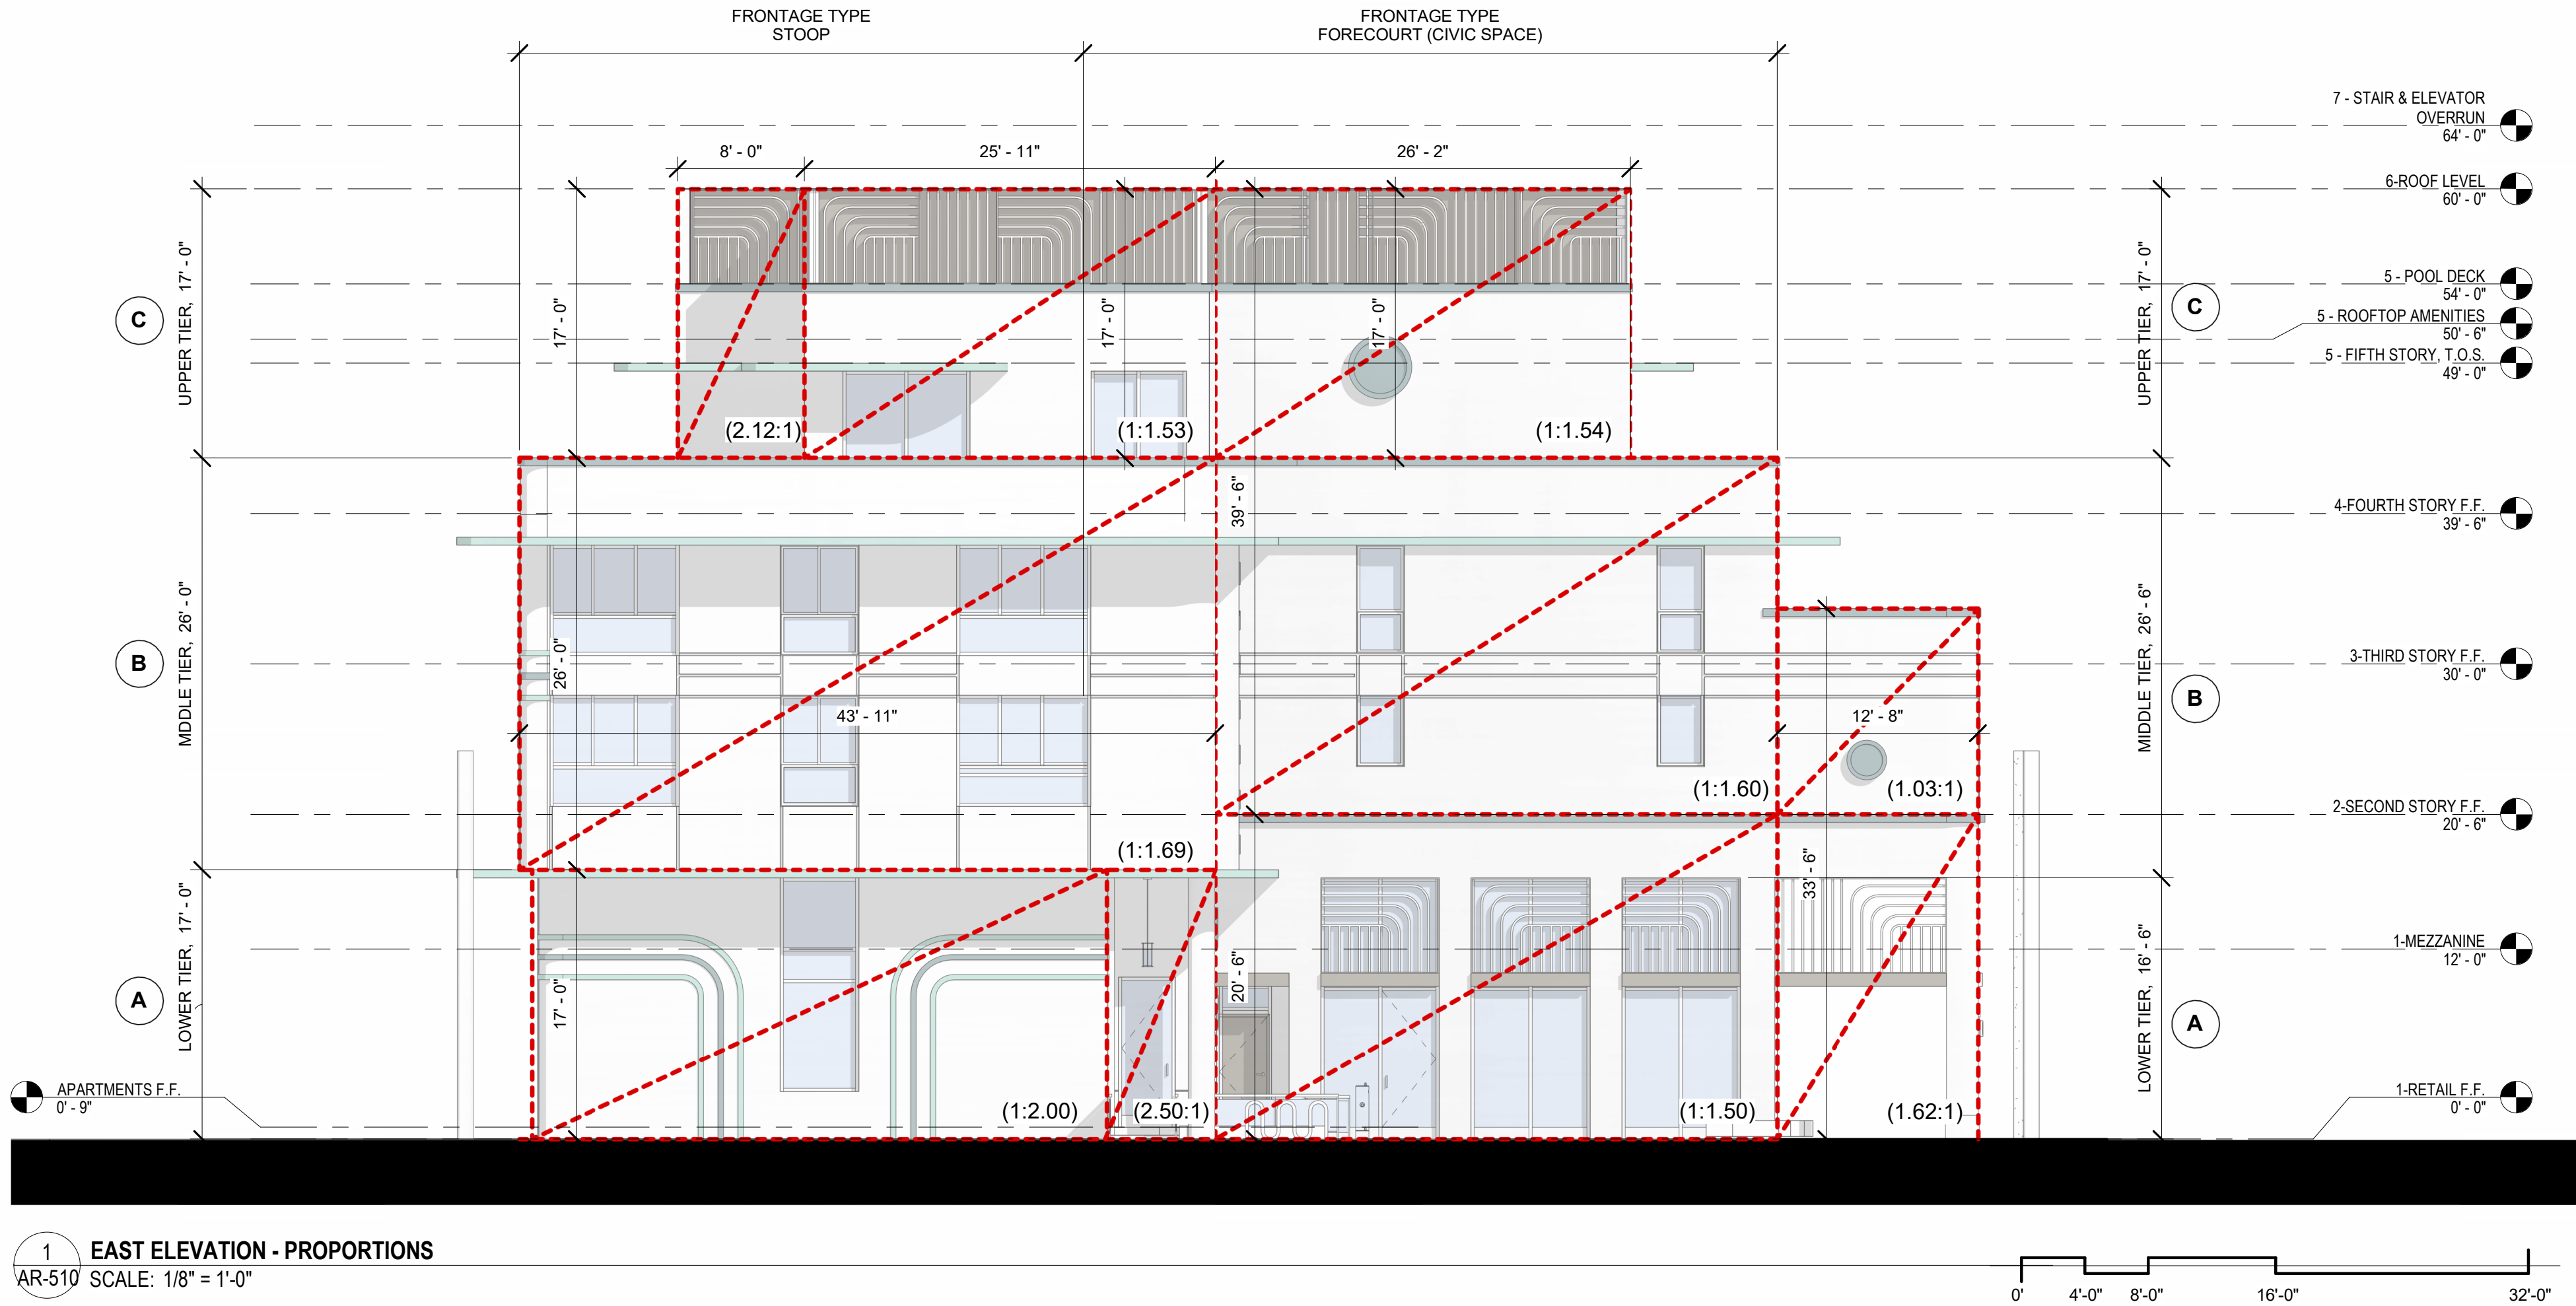 FRONTAGE TYPE
STOOP
FRONTAGE TYPE
FORECOURT (CIVIC SPACE)
7 - STAIR & ELEVATOR
OVERRUN
64' - 0"
8' - 0"
25' - 11"
26' - 2"
6-ROOF LEVEL
60' - 0"
5 - POOL DECK
54' - 0"
5 - ROOFTOP AMENITIES
50' - 6"
5 - FIFTH STORY, T.O.S.
49' - 0"
C
UPPER TIER, 17' - 0"
17' - 0"
17' - 0"
17' - 0"
UPPER TIER, 17' - 0"
C
(2.12:1)
(1:1.53)
(1:1.54)
39' - 6"
4-FOURTH STORY F.F.
39' - 6"
B
MDDLE TIER, 26' - 0"
26' - 0"
43' - 11"
12' - 8"
MIDDLE TIER, 26' - 6"
B
3-THIRD STORY F.F.
30' - 0"
(1:1.60)
(1.03:1)
2-SECOND STORY F.F.
20' - 6"
(1:1.69)
33' - 6"
A
LOWER TIER, 17' - 0"
17' - 0"
20' - 6"
LOWER TIER, 16' - 6"
A
1-MEZZANINE
12' - 0"
APARTMENTS F.F.
0' - 9"
(1:2.00)
(2.50:1)
(1:1.50)
(1.62:1)
1-RETAIL F.F.
0' - 0"
1
AR-510
EAST ELEVATION - PROPORTIONS
SCALE: 1/8" = 1'-0"
0'
4'-0"
8'-0"
16'-0"
32'-0"